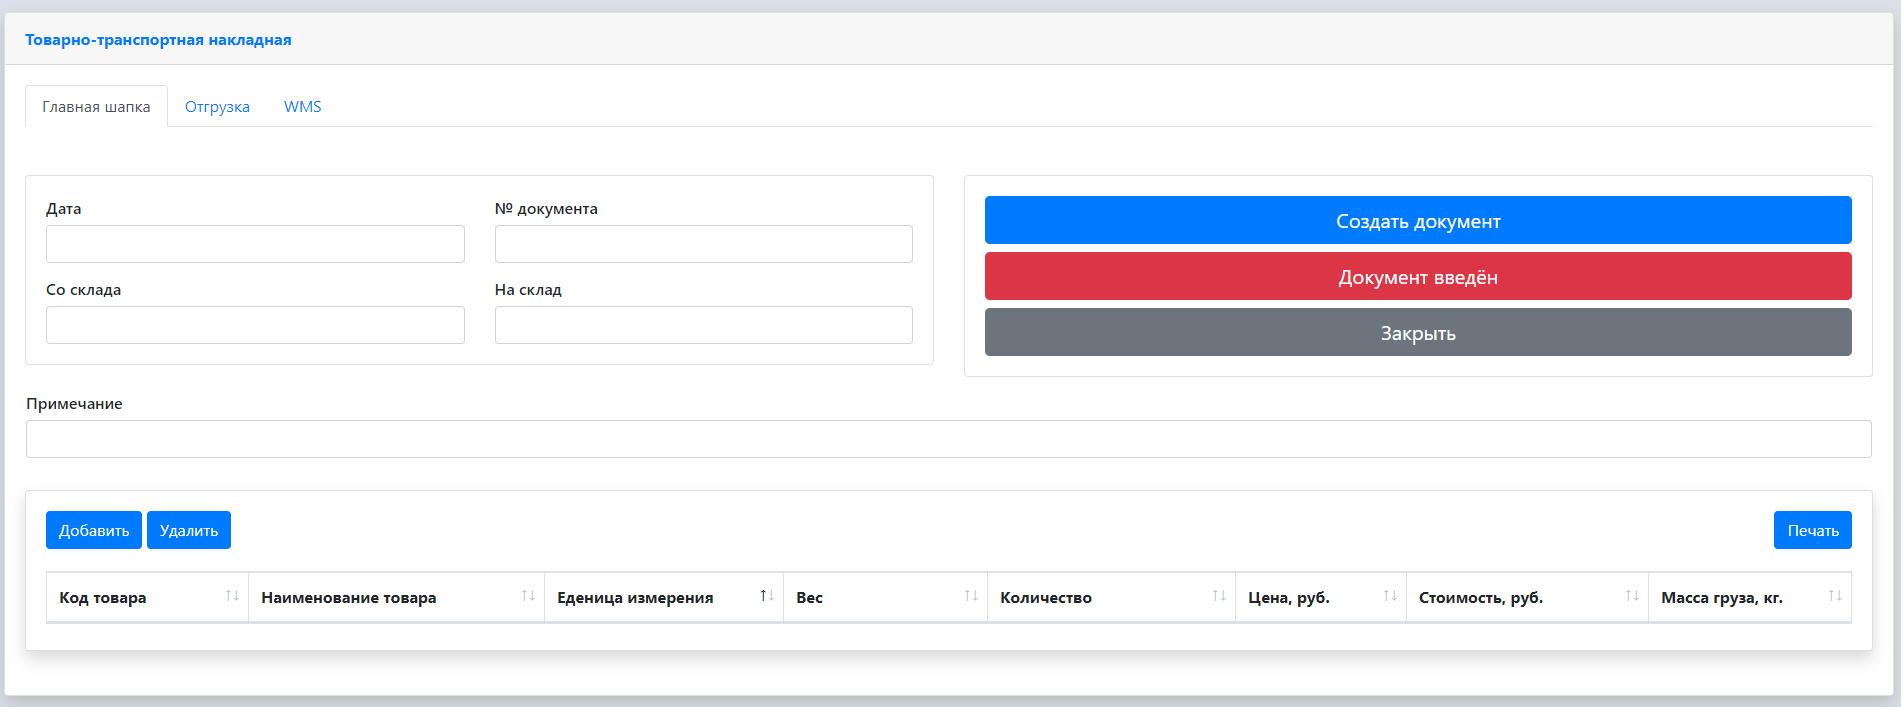 Товарно-транспортная накладная
Главная шапка Отгрузка WMS
Дата № документа
Со склада На склад
Создать документ
Документ введён
Закрыть
Примечание
Добавить Удалить Печать
Код товара Наименование товара Еденица измерения Вес Количество Цена, руб. Стоимость, руб. Масса груза, кг.